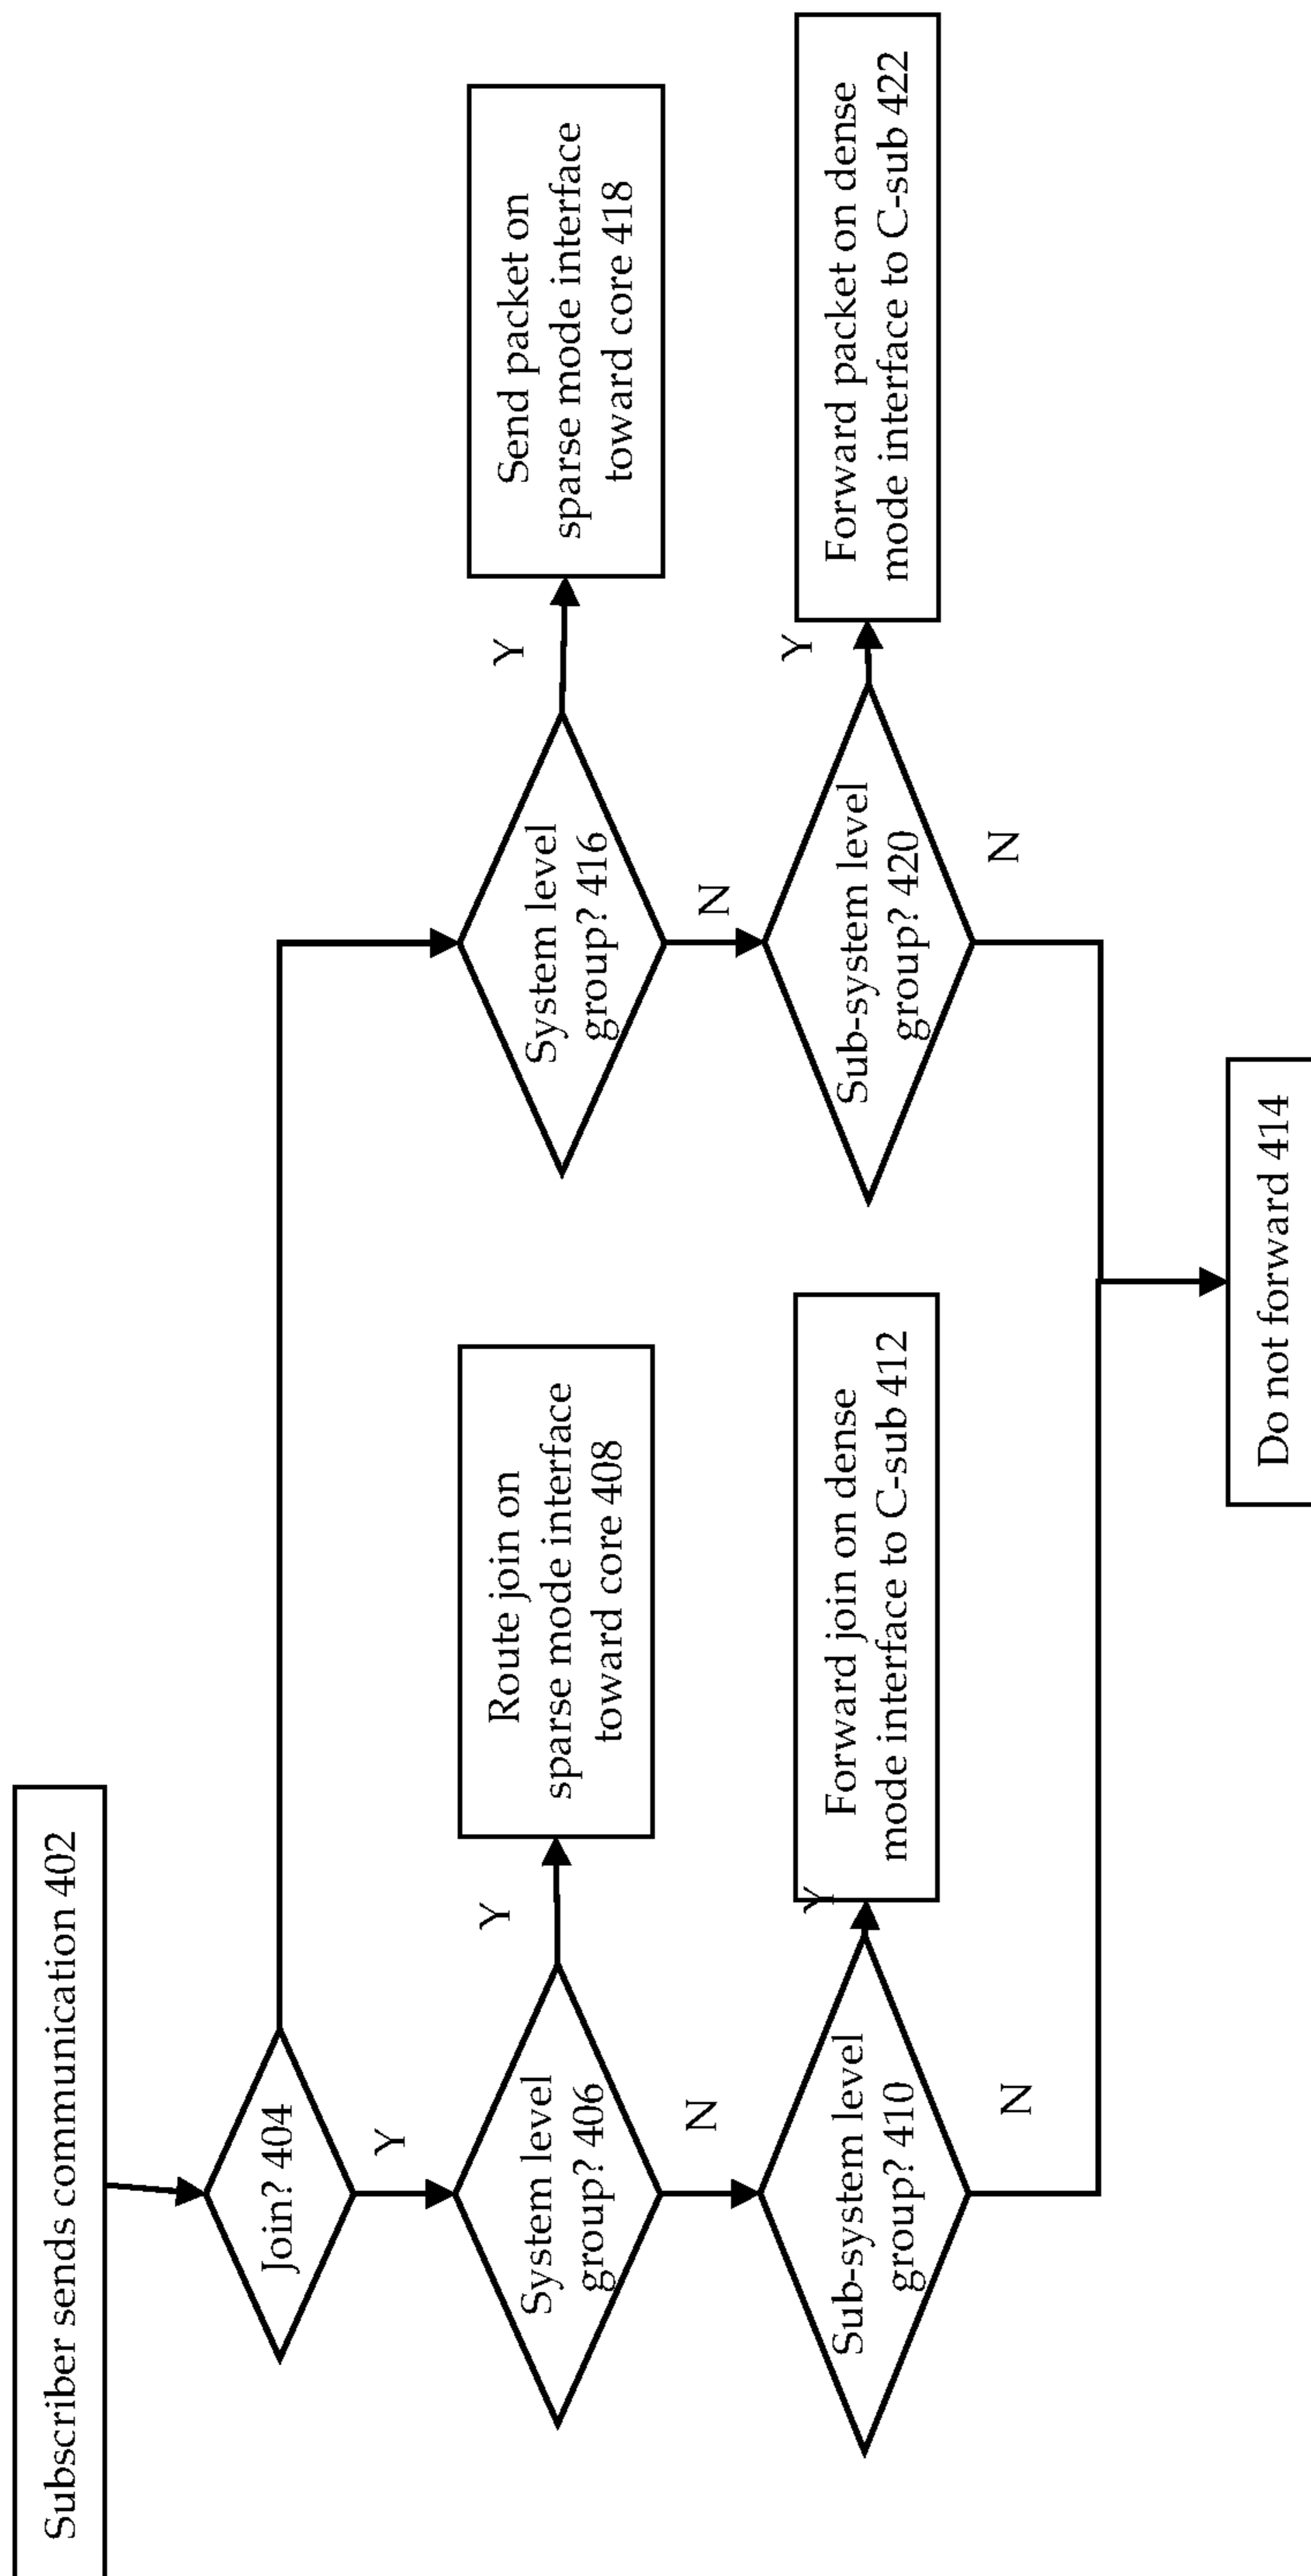 Subscriber sends communication 402
Join? 404
Y
System level
group? 406
Y
Route join on
sparse mode interface
toward core 408
N
Sub-system level
group? 410
Y
Forward join on dense
mode interface to C-sub 412
N
System level
group? 416
Y
Send packet on
sparse mode interface
toward core 418
N
Sub-system level
group? 420
Y
Forward packet on dense
mode interface to C-sub 422
N
Do not forward 414